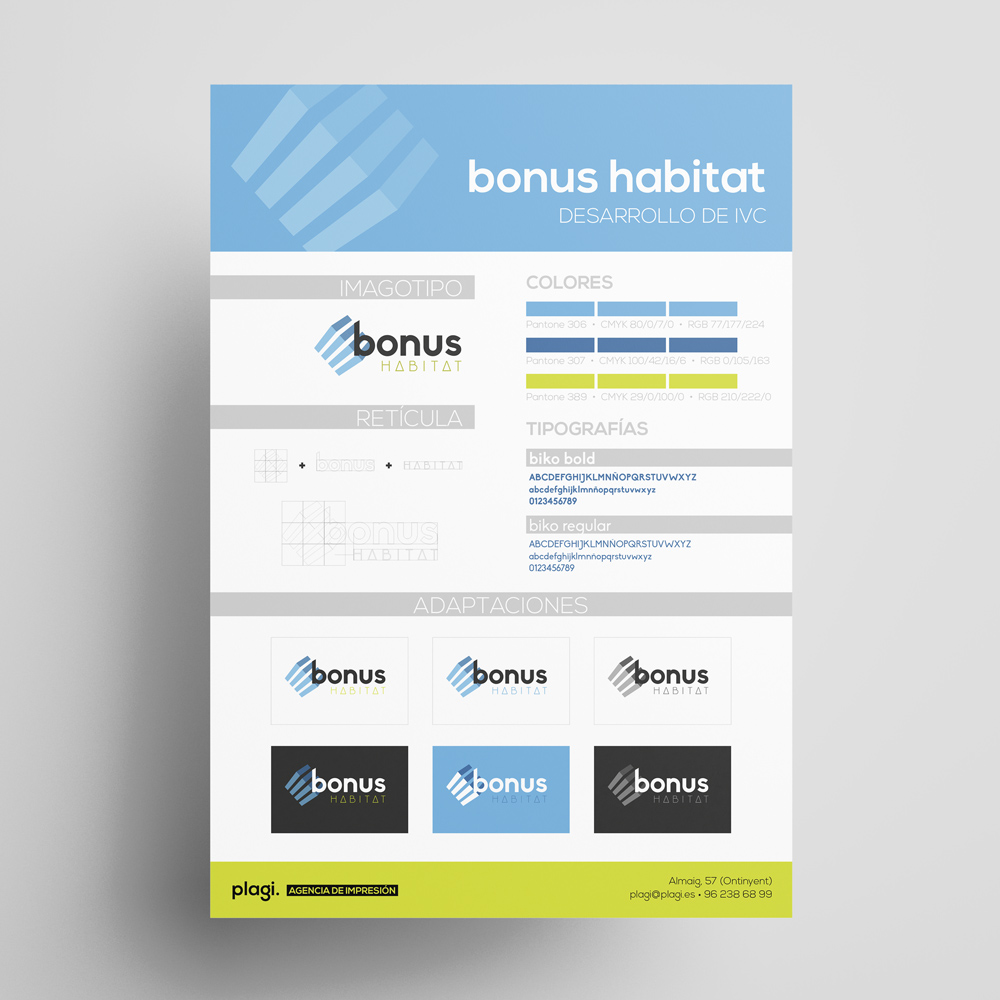 bonus habitat
DESARROLLO DE IVC
IMAGOTIPO
bonus
HABITAT
RETÍCULA
+ bonus + HABITAT
bonus
HABITAT
COLORES
Pantone 306 • CMYK 80/0/7/0 • RGB 77/177/224
Pantone 307 • CMYK 100/42/16/6 • RGB 0/105/163
Pantone 389 • CMYK 29/0/100/0 • RGB 210/222/0
TIPOGRAFÍAS
biko bold
ABCDEFGHIJKLMNÑOPQRSTUVWXYZ
abcdefghijklmnñopqrstuvwxyz
0123456789
biko regular
ABCDEFGHIJKLMNÑOPQRSTUVWXYZ
abcdefghijklmnñopqrstuvwxyz
0123456789
ADAPTACIONES
bonus
HABITAT
bonus
HABITAT
bonus
HABITAT
bonus
HABITAT
bonus
HABITAT
bonus
HABITAT
plagi. AGENCIA DE IMPRESIÓN
Almaig, 57 (Ontinyent)
plagi@plagi.es • 96 238 68 99